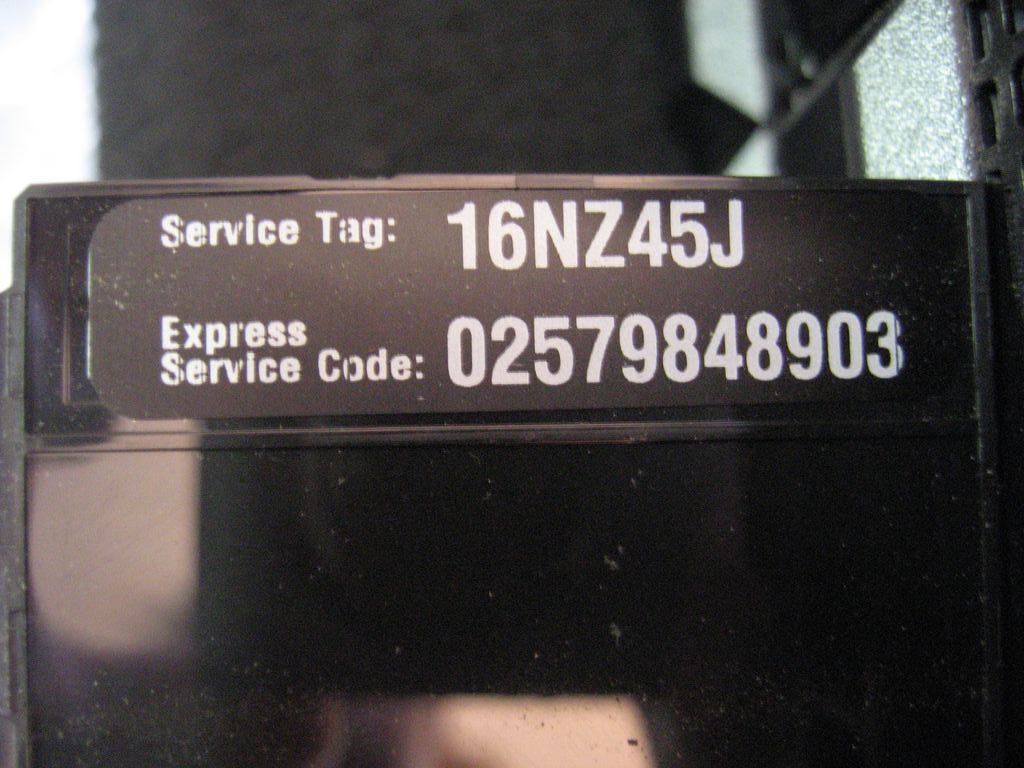 Service Tag: 16NZ45J
Express
Service Code: 02579848903